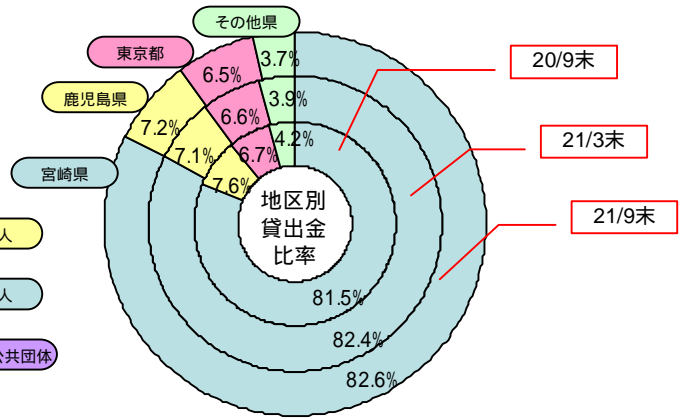 その他県
東京都
鹿児島県
宮崎県
人
人
公共団体
20/9末
21/3末
21/9末
3.7%
6.5%
3.9%
7.2%
6.6%
4.2%
7.1%
6.7%
7.6%
地区別
貸出金
比率
81.5%
82.4%
82.6%